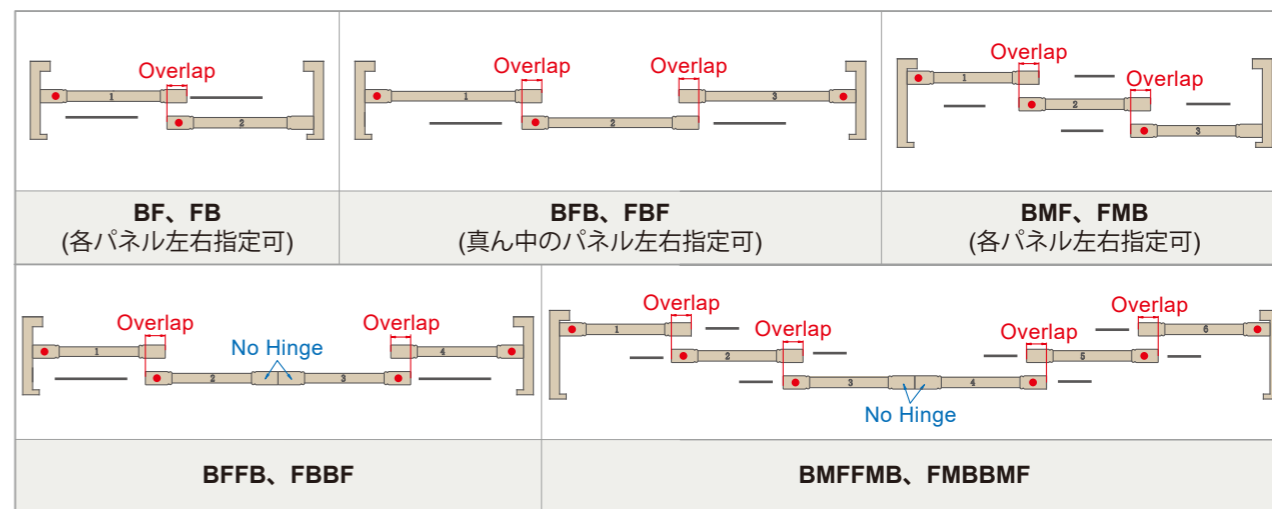 Overlap
1
2
BF、FB
(各パネル左右指定可)
Overlap
Overlap
1
2
3
BFB、FBF
(真ん中のパネル左右指定可)
Overlap
Overlap
1
2
3
BMF、FMB
(各パネル左右指定可)
Overlap
Overlap
No Hinge
1
2
3
4
BFFB、FBBF
Overlap
Overlap
Overlap
Overlap
1
2
3
4
5
6
No Hinge
BMFFMB、FMBBMF